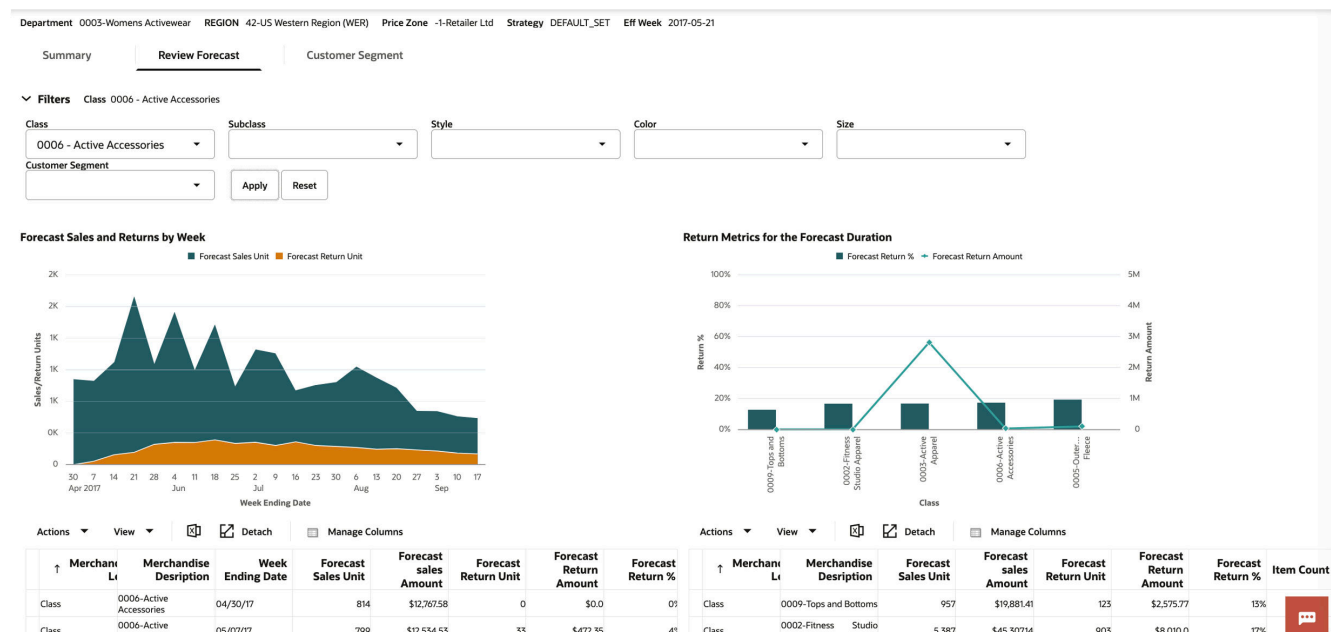 Department 0003-Womens Activewear REGION 42-US Western Region (WER) Price Zone -1-Retailer Ltd Strategy DEFAULT_SET Eff Week 2017-05-21
Summary Review Forecast Customer Segment
Filters Class 0006 - Active Accessories
Class Subclass Style Color Size
0006 - Active Accessories
Customer Segment
Apply Reset
Forecast Sales and Returns by Week
Forecast Sales Unit Forecast Return Unit
2K
2K
1K
1K
1K
0K
0
Sales/Return Units
30 7 14 21 28 4 11 18 25 2 9 16 23 30 6 13 20 27 3 10 17
Apr 2017 Jun Jul Aug Sep
Week Ending Date
Return Metrics for the Forecast Duration
Forecast Return % Forecast Return Amount
100% 5M
80% 4M
60% 3M
40% 2M
20% 1M
0% 0
Return %
Return Amount
0009-Tops and
Bottoms
0002-Fitness
Studio Apparel
0003-Active
Apparel
0006-Active
Accessories
0005-Outer...
Fleece
Class
Actions View Detach Manage Columns
Merchand
Le
Merchandise
Desription
Week
Ending Date
Forecast
Sales Unit
Forecast
sales
Amount
Forecast
Return Unit
Forecast
Return
Amount
Forecast
Return %
Class 0006-Active
Accessories 04/30/17 814 $12,767.58 0 $0.0 0%
Class 0006-Active 05/07/17 799 $12,534.53 33 $472.35 4%
Actions View Detach Manage Columns
Merchand
Le
Merchandise
Desription
Forecast
Sales Unit
Forecast
sales
Amount
Forecast
Return Unit
Forecast
Return
Amount
Forecast
Return %
Item Count
Class 0009-Tops and Bottoms 957 $19,881.41 123 $2,575.77 13%
Class 0002-Fitness Studio 5,387 $45,307.14 903 $8,010.0 17%